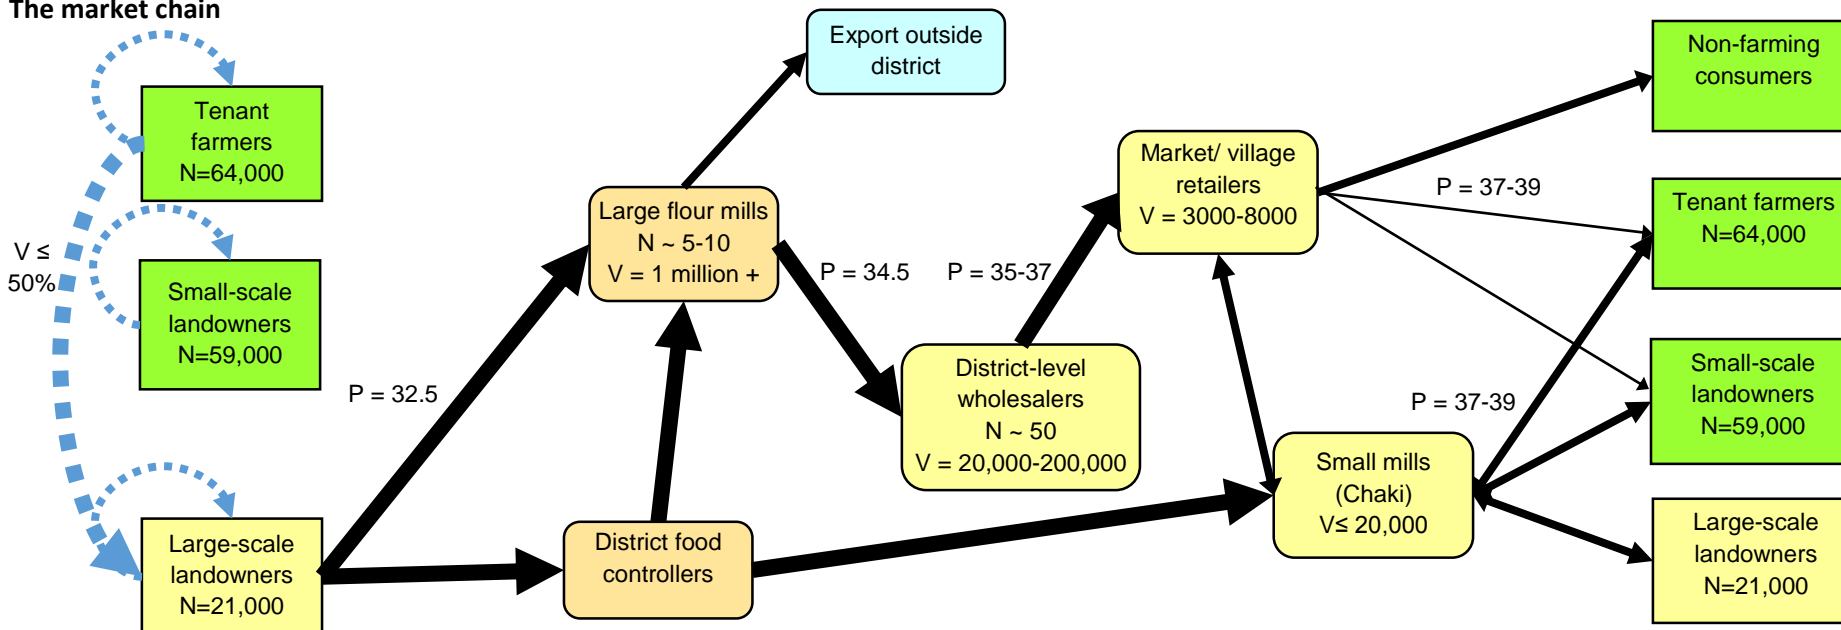 The market chain
Tenant
farmers
N=64,000
V ≤
50%
Small-scale
landowners
N=59,000
Large-scale
landowners
N=21,000
P = 32.5
Export outside
district
Large flour mills
N ~ 5-10
V = 1 million +
District food
controllers
P = 34.5
P = 35-37
District-level
wholesalers
N ~ 50
V = 20,000-200,000
Market/ village
retailers
V = 3000-8000
Small mills
(Chaki)
V≤ 20,000
P = 37-39
P = 37-39
Non-farming
consumers
Tenant farmers
N=64,000
Small-scale
landowners
N=59,000
Large-scale
landowners
N=21,000